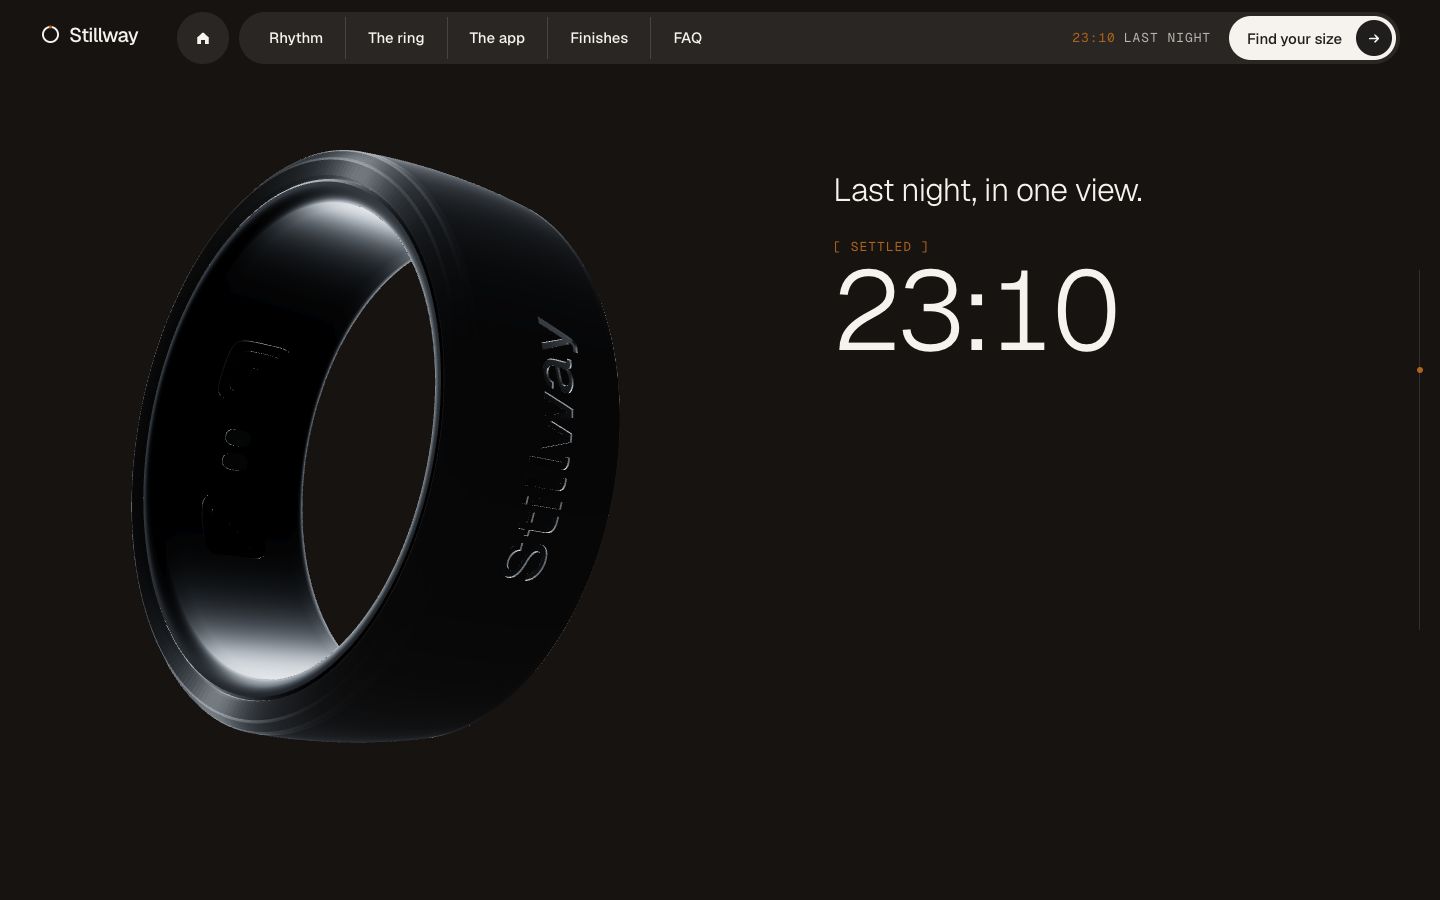 Stillway
Rhythm
The ring
The app
Finishes
FAQ
23:10 LAST NIGHT
Find your size
Last night, in one view.
[ SETTLED ]
23:10
Stillway